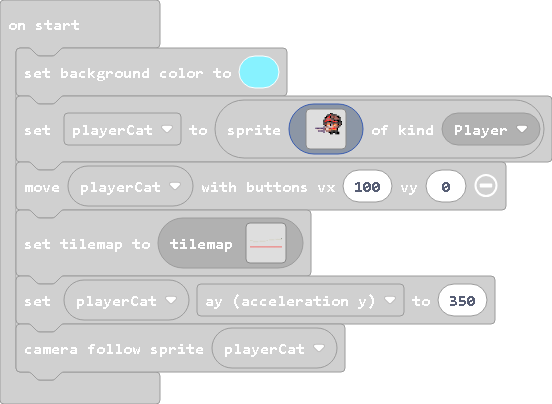 on start
set background color to
set playerCat to sprite of kind Player
move playerCat with buttons vx 100 vy 0
set tilemap to tilemap
set playerCat ay (acceleration y) to 350
camera follow sprite playerCat